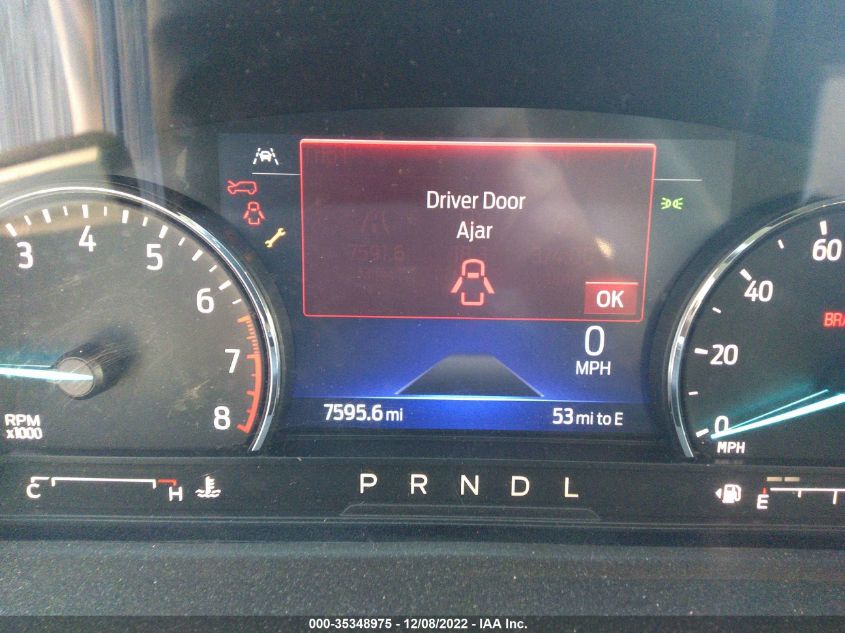 Driver Door
Ajar
OK
0
MPH
7595.6 mi
53 mi to E
3
4
5
6
7
8
RPM
x1000
60
40
20
0
MPH
BRA
C
H
P R N D L
E
000-35348975 - 12/08/2022 - IAA Inc.